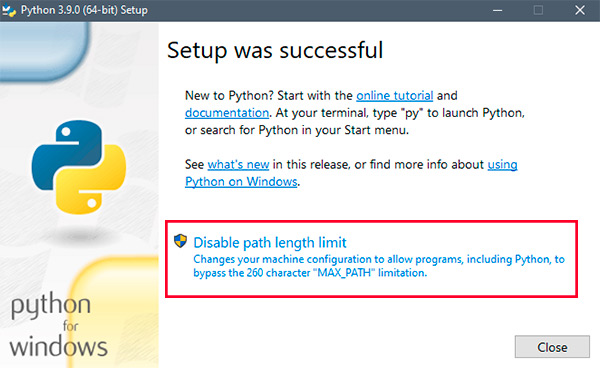 Python 3.9.0 (64-bit) Setup
Setup was successful
New to Python? Start with the online tutorial and
documentation. At your terminal, type "py" to launch Python,
or search for Python in your Start menu.
See what's new in this release, or find more info about using
Python on Windows.
Disable path length limit
Changes your machine configuration to allow programs, including Python, to
bypass the 260 character "MAX_PATH" limitation.
python
for
windows
Close